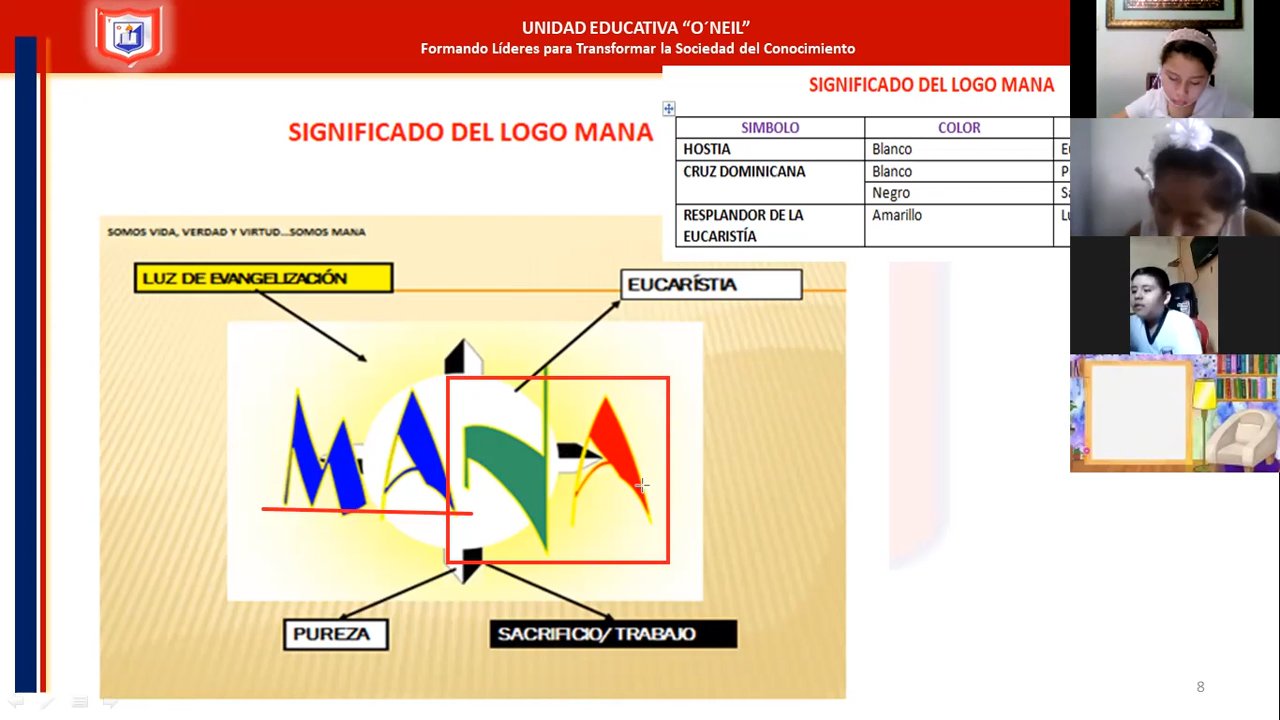 UNIDAD EDUCATIVA “O´NEIL”
Formando Líderes para Transformar la Sociedad del Conocimiento
SIGNIFICADO DEL LOGO MANA
SIGNIFICADO DEL LOGO MANA
SIMBOLO COLOR
HOSTIA Blanco
CRUZ DOMINICANA Blanco
Negro
RESPLANDOR DE LA Amarillo
EUCARISTÍA
SOMOS VIDA, VERDAD Y VIRTUD...SOMOS MANA
LUZ DE EVANGELIZACIÓN
EUCARÍSTIA
MANA
PUREZA
SACRIFICIO/ TRABAJO
8